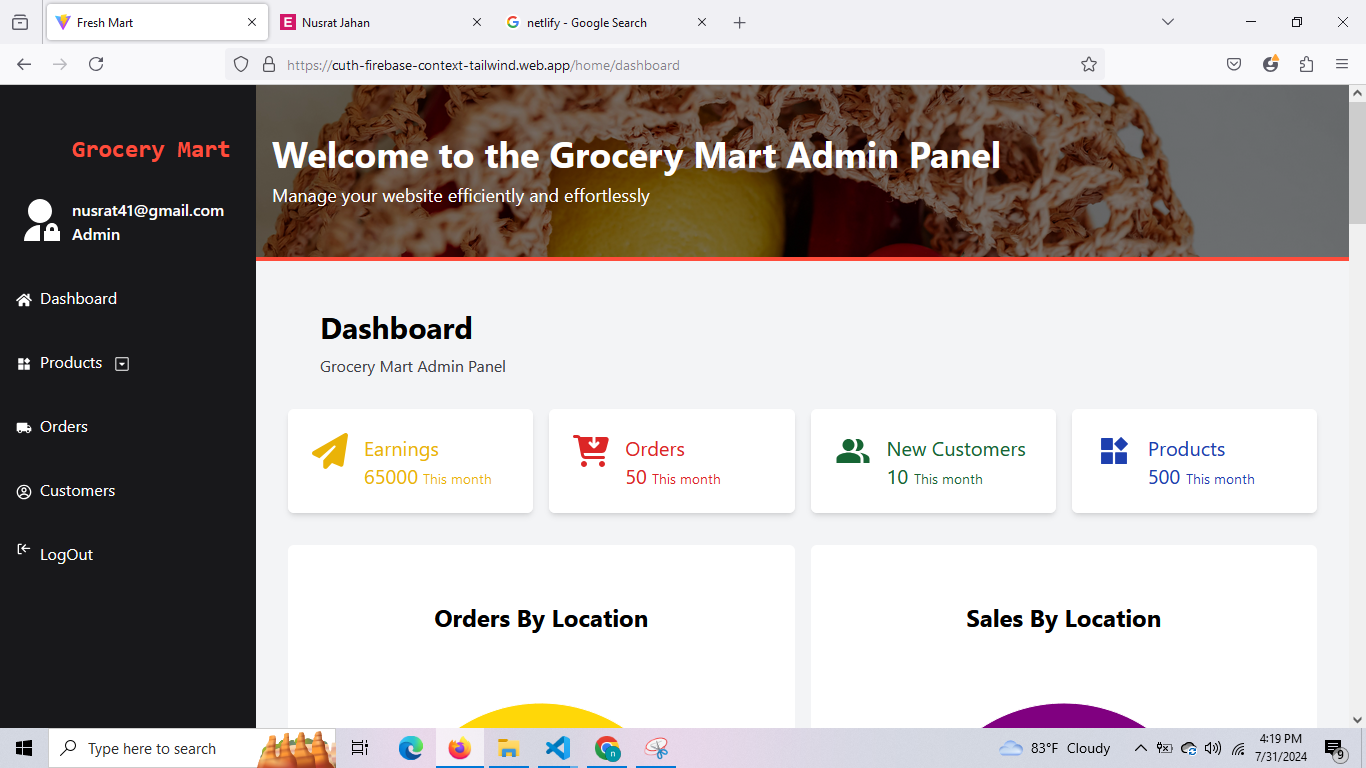 Fresh Mart
Nusrat Jahan
netlify - Google Search
https://cuth-firebase-context-tailwind.web.app/home/dashboard
Grocery Mart
nusrat41@gmail.com
Admin
Dashboard
Products
Orders
Customers
LogOut
Welcome to the Grocery Mart Admin Panel
Manage your website efficiently and effortlessly
Dashboard
Grocery Mart Admin Panel
Earnings
65000 This month
Orders
50 This month
New Customers
10 This month
Products
500 This month
Orders By Location
Sales By Location
Type here to search
83°F Cloudy
4:19 PM
7/31/2024
9
E
n